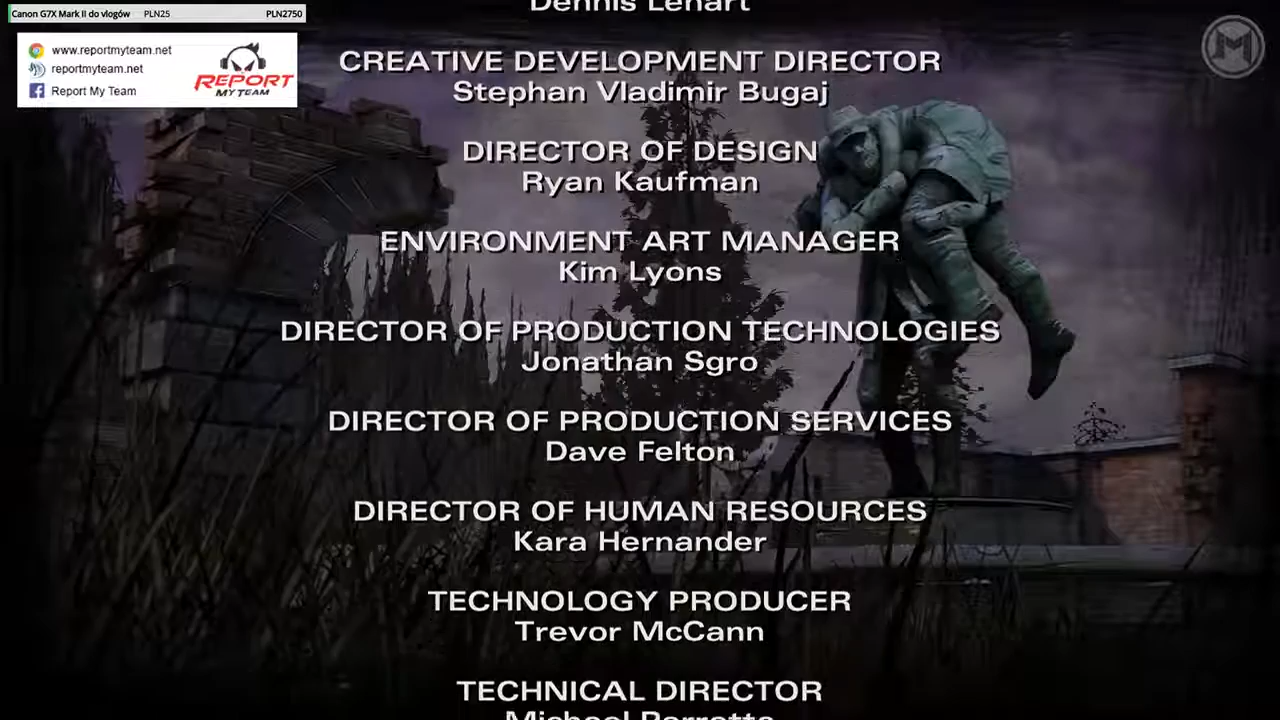 Canon G7X Mark II do vlogów PLN25 PLN2750
www.reportmyteam.net
reportmyteam.net
Report My Team
REPORT
MY TEAM
M
Dennis Lenart
CREATIVE DEVELOPMENT DIRECTOR
Stephan Vladimir Bugaj
DIRECTOR OF DESIGN
Ryan Kaufman
ENVIRONMENT ART MANAGER
Kim Lyons
DIRECTOR OF PRODUCTION TECHNOLOGIES
Jonathan Sgro
DIRECTOR OF PRODUCTION SERVICES
Dave Felton
DIRECTOR OF HUMAN RESOURCES
Kara Hernander
TECHNOLOGY PRODUCER
Trevor McCann
TECHNICAL DIRECTOR
Michael